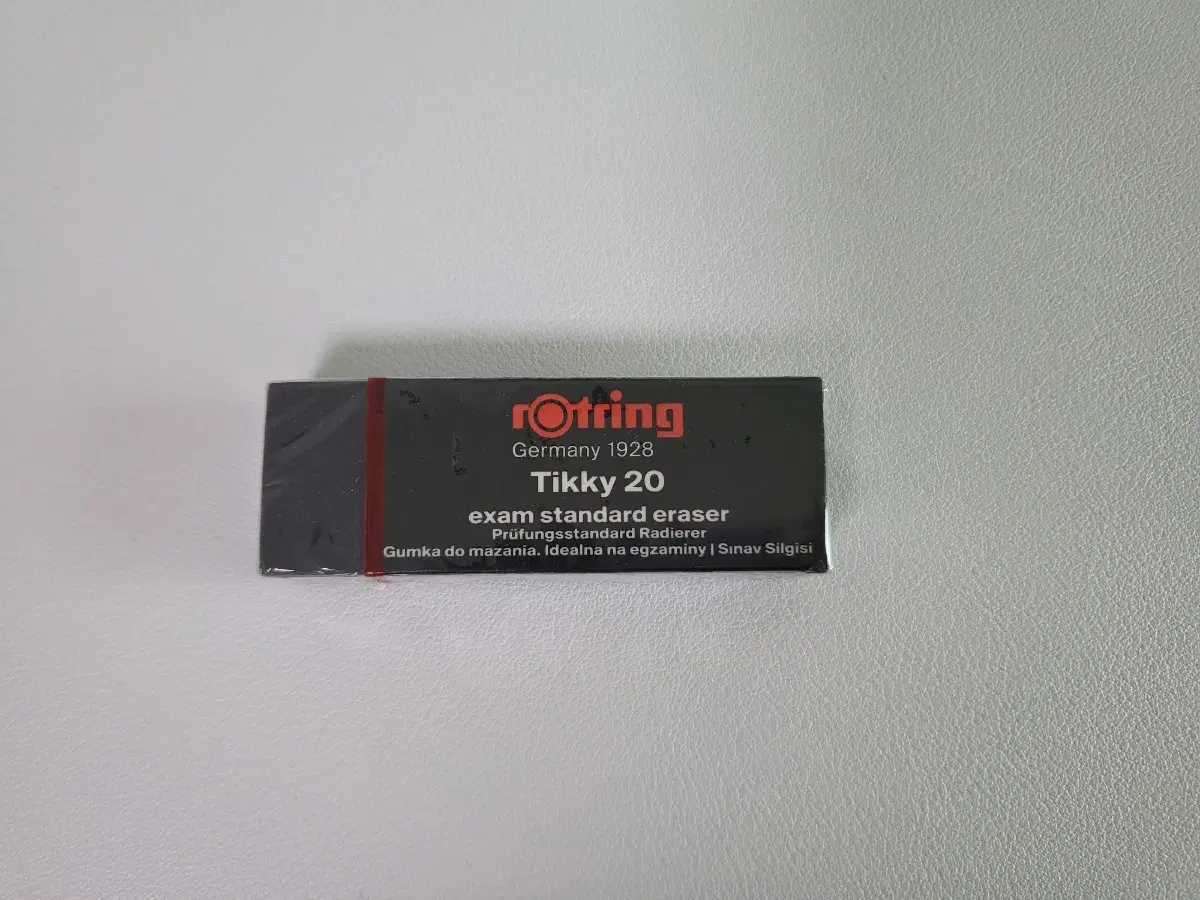 rotring
Germany 1928
Tikky 20
exam standard eraser
Prüfungsstandard Radierer
Gumka do mazania. Idealna na egzaminy | Sınav Silgisi